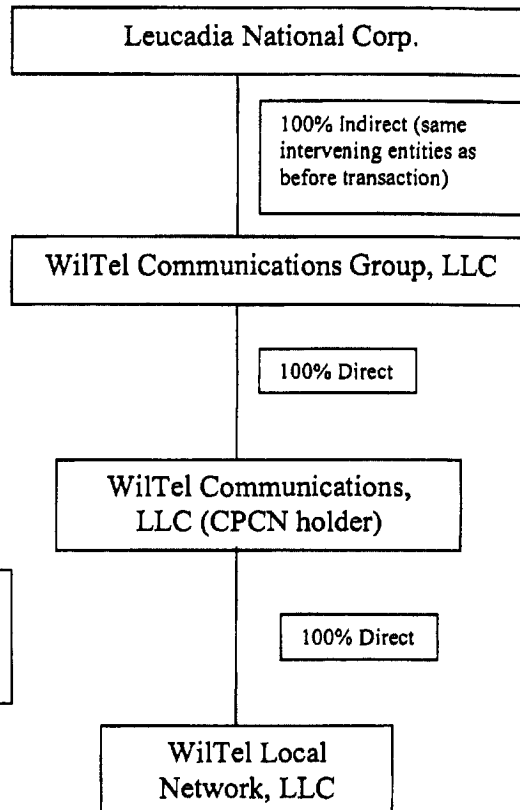 Leucadia National Corp.
100% Indirect (same
intervening entities as
before transaction)
WilTel Communications Group, LLC
100% Direct
WilTel Communications,
LLC (CPCN holder)
100% Direct
WilTel Local
Network, LLC